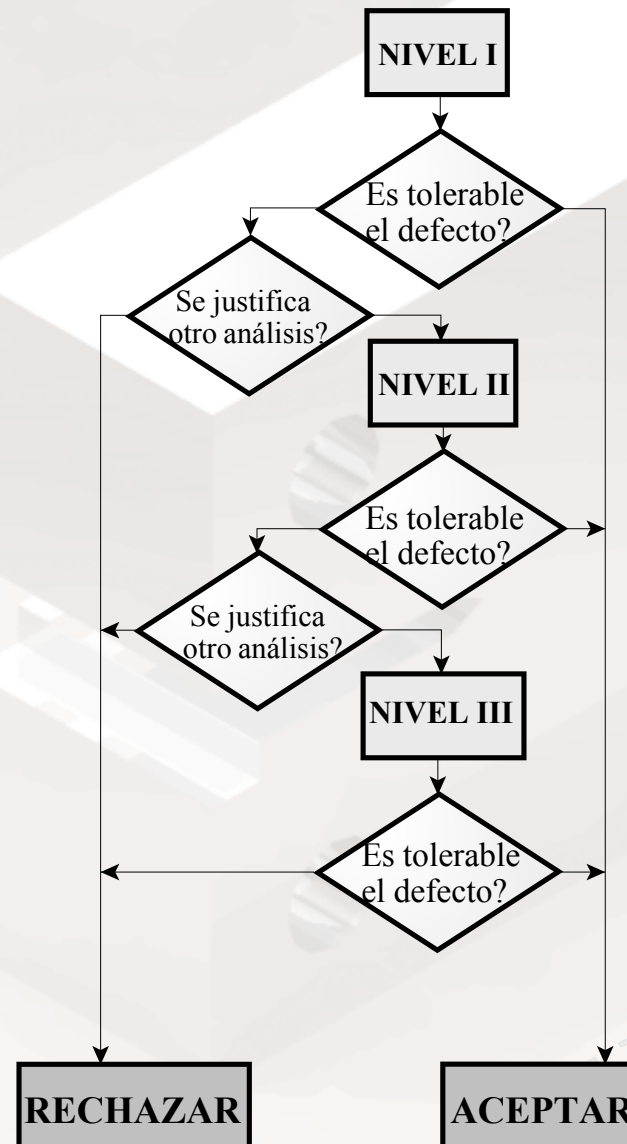 NIVEL I
Es tolerable
el defecto?
Se justifica
otro análisis?
NIVEL II
Es tolerable
el defecto?
Se justifica
otro análisis?
NIVEL III
Es tolerable
el defecto?
RECHAZAR
ACEPTAR